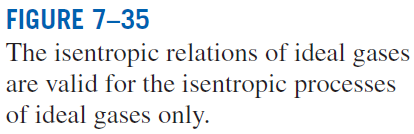 FIGURE 7–35
The isentropic relations of ideal gases
are valid for the isentropic processes
of ideal gases only.